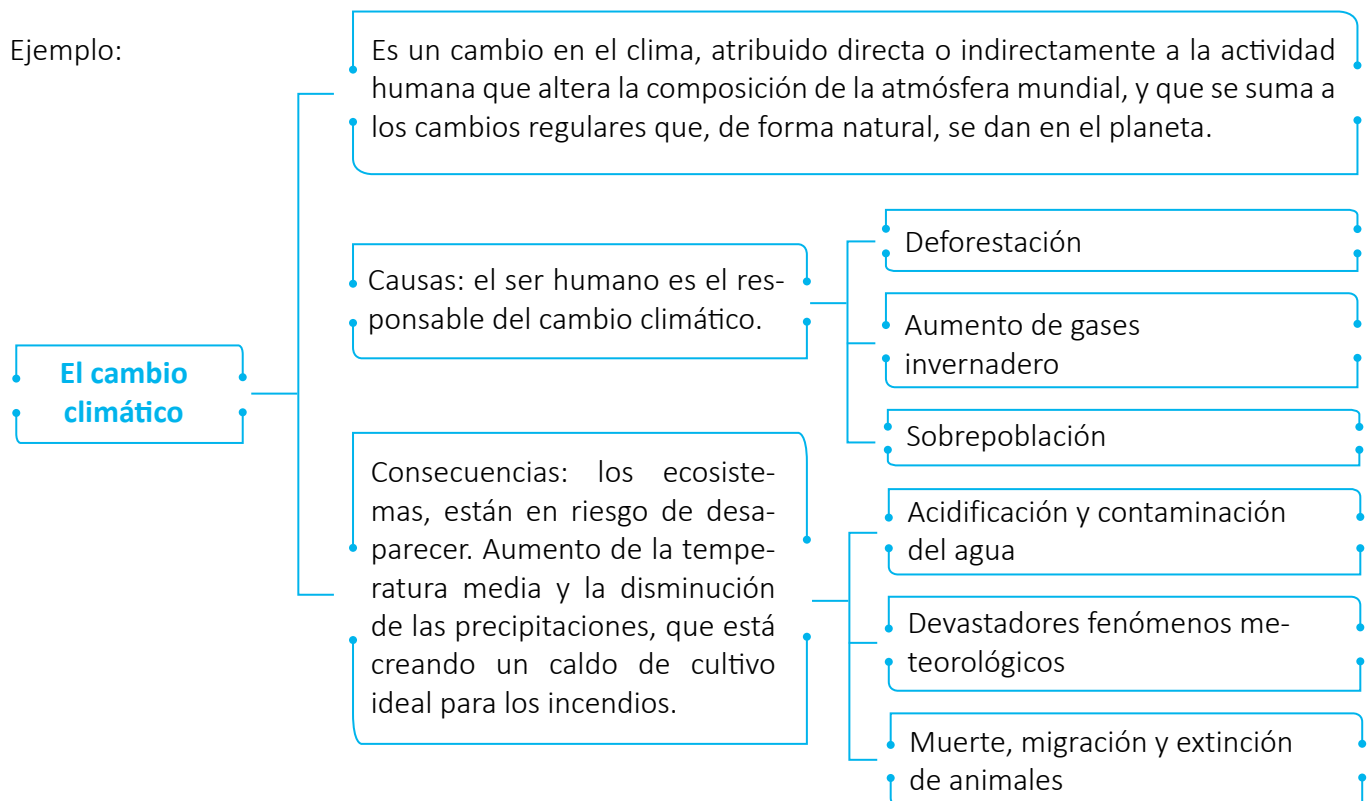 Ejemplo:
Es un cambio en el clima, atribuido directa o indirectamente a la actividad
humana que altera la composición de la atmósfera mundial, y que se suma a
los cambios regulares que, de forma natural, se dan en el planeta.
El cambio
climático
Causas: el ser humano es el res-
ponsable del cambio climático.
Deforestación
Aumento de gases
invernadero
Sobrepoblación
Consecuencias: los ecosiste-
mas, están en riesgo de desa-
parecer. Aumento de la tempe-
ratura media y la disminución
de las precipitaciones, que está
creando un caldo de cultivo
ideal para los incendios.
Acidificación y contaminación
del agua
Devastadores fenómenos me-
teorológicos
Muerte, migración y extinción
de animales